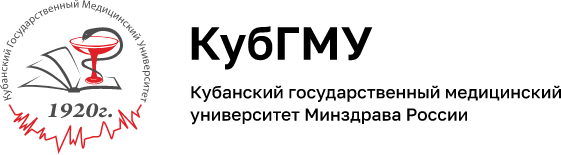 Кубанский Государственный Медицинский Университет
1920г.
КубГМУ
Кубанский государственный медицинский
университет Минздрава России